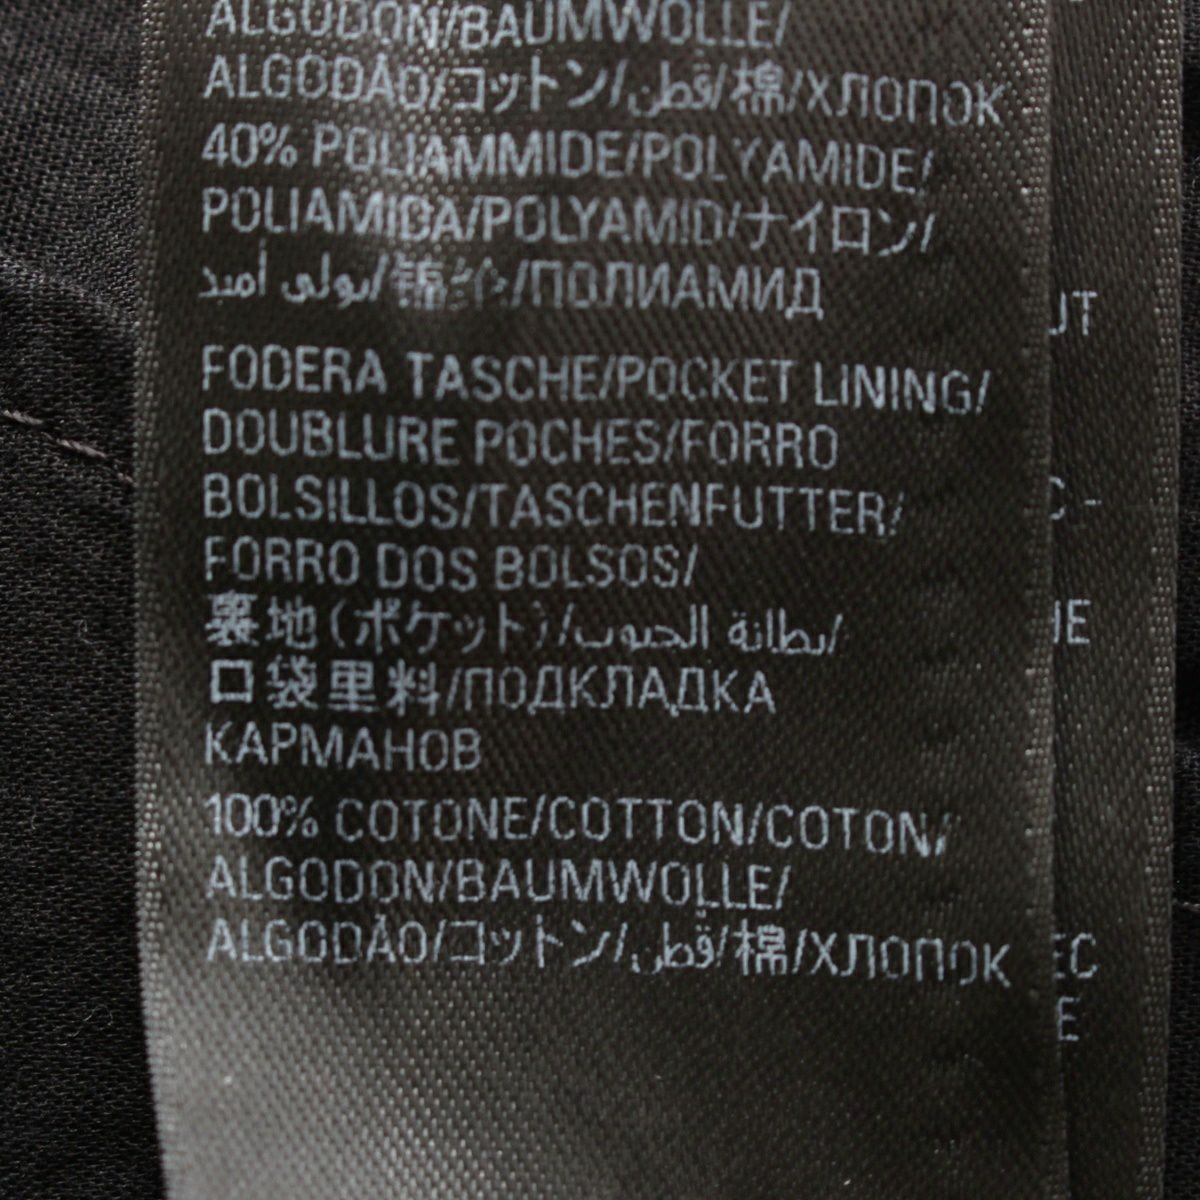 ALGODON/BAUMWOLLE/
ALGODÃO/コットン/قطن/棉/ХЛОПОК
40% POLIAMMIDE/POLYAMIDE/
POLIAMIDA/POLYAMID/ナイロン/
بولي أميد/锦纶/ПОЛИАМИД
FODERA TASCHE/POCKET LINING/
DOUBLURE POCHES/FORRO
BOLSILLOS/TASCHENFUTTER/
FORRO DOS BOLSOS/
裏地(ポケット)/بطانة الجيوب/
口袋里料/ПОДКЛАДКА
КАРМАНОВ
100% COTONE/COTTON/COTON/
ALGODON/BAUMWOLLE/
ALGODÃO/コットン/قطن/棉/ХЛОПОК